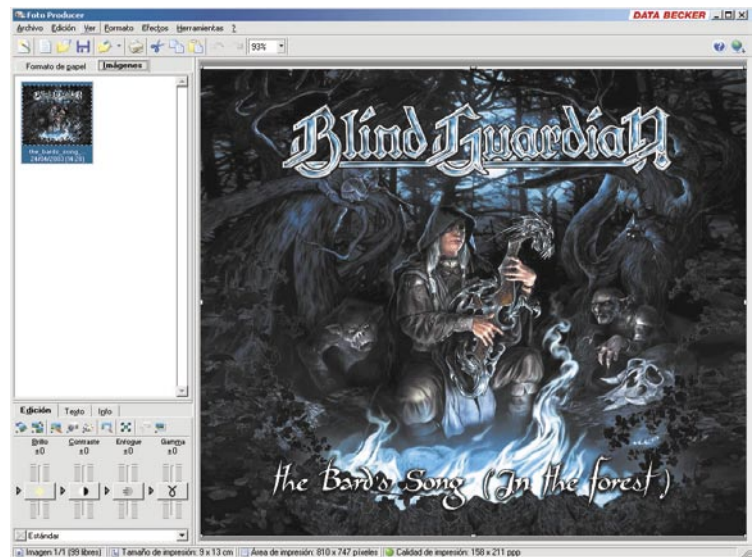 Foto Producer
DATA BECKER
Archivo Edición Ver Formato Efectos Herramientas ?
93%
Formato de papel Imágenes
the_bards_song_...
24/04/2003 (14:29)
Blind Guardian
the Bard's Song (In the forest)
Edición Texto Info
Brillo Contraste Enfoque Gamma
±0 ±0 ±0 ±0
Estándar
Imagen 1/1 (99 libres) Tamaño de impresión: 9 x 13 cm Área de impresión: 810 x 747 píxeles Calidad de impresión: 158 x 211 ppp